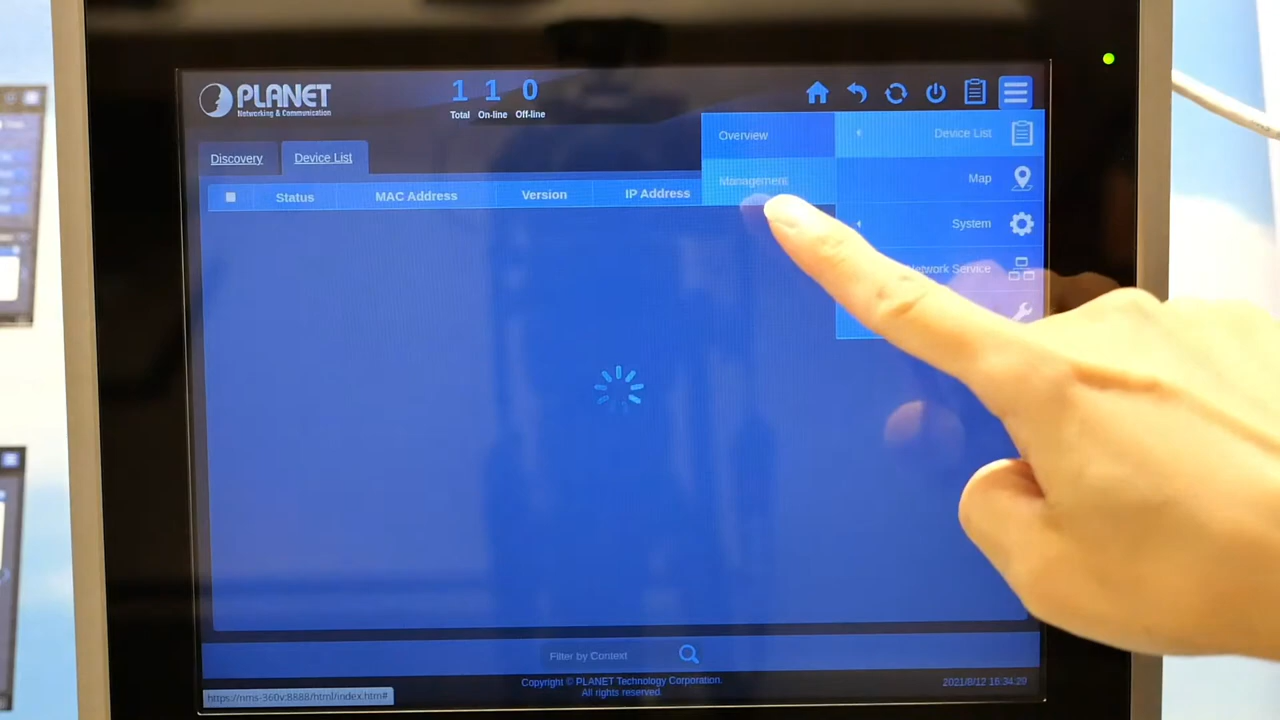 PLANET
Networking & Communication
1 1 0
Total On-line Off-line
Overview
Device List
Discovery
Device List
Management
Map
Status
MAC Address
Version
IP Address
System
Network Service
Filter by Context
Copyright © PLANET Technology Corporation.
All rights reserved.
2021/8/12 16:34:29
https://nms-360v:8888/html/index.htm#